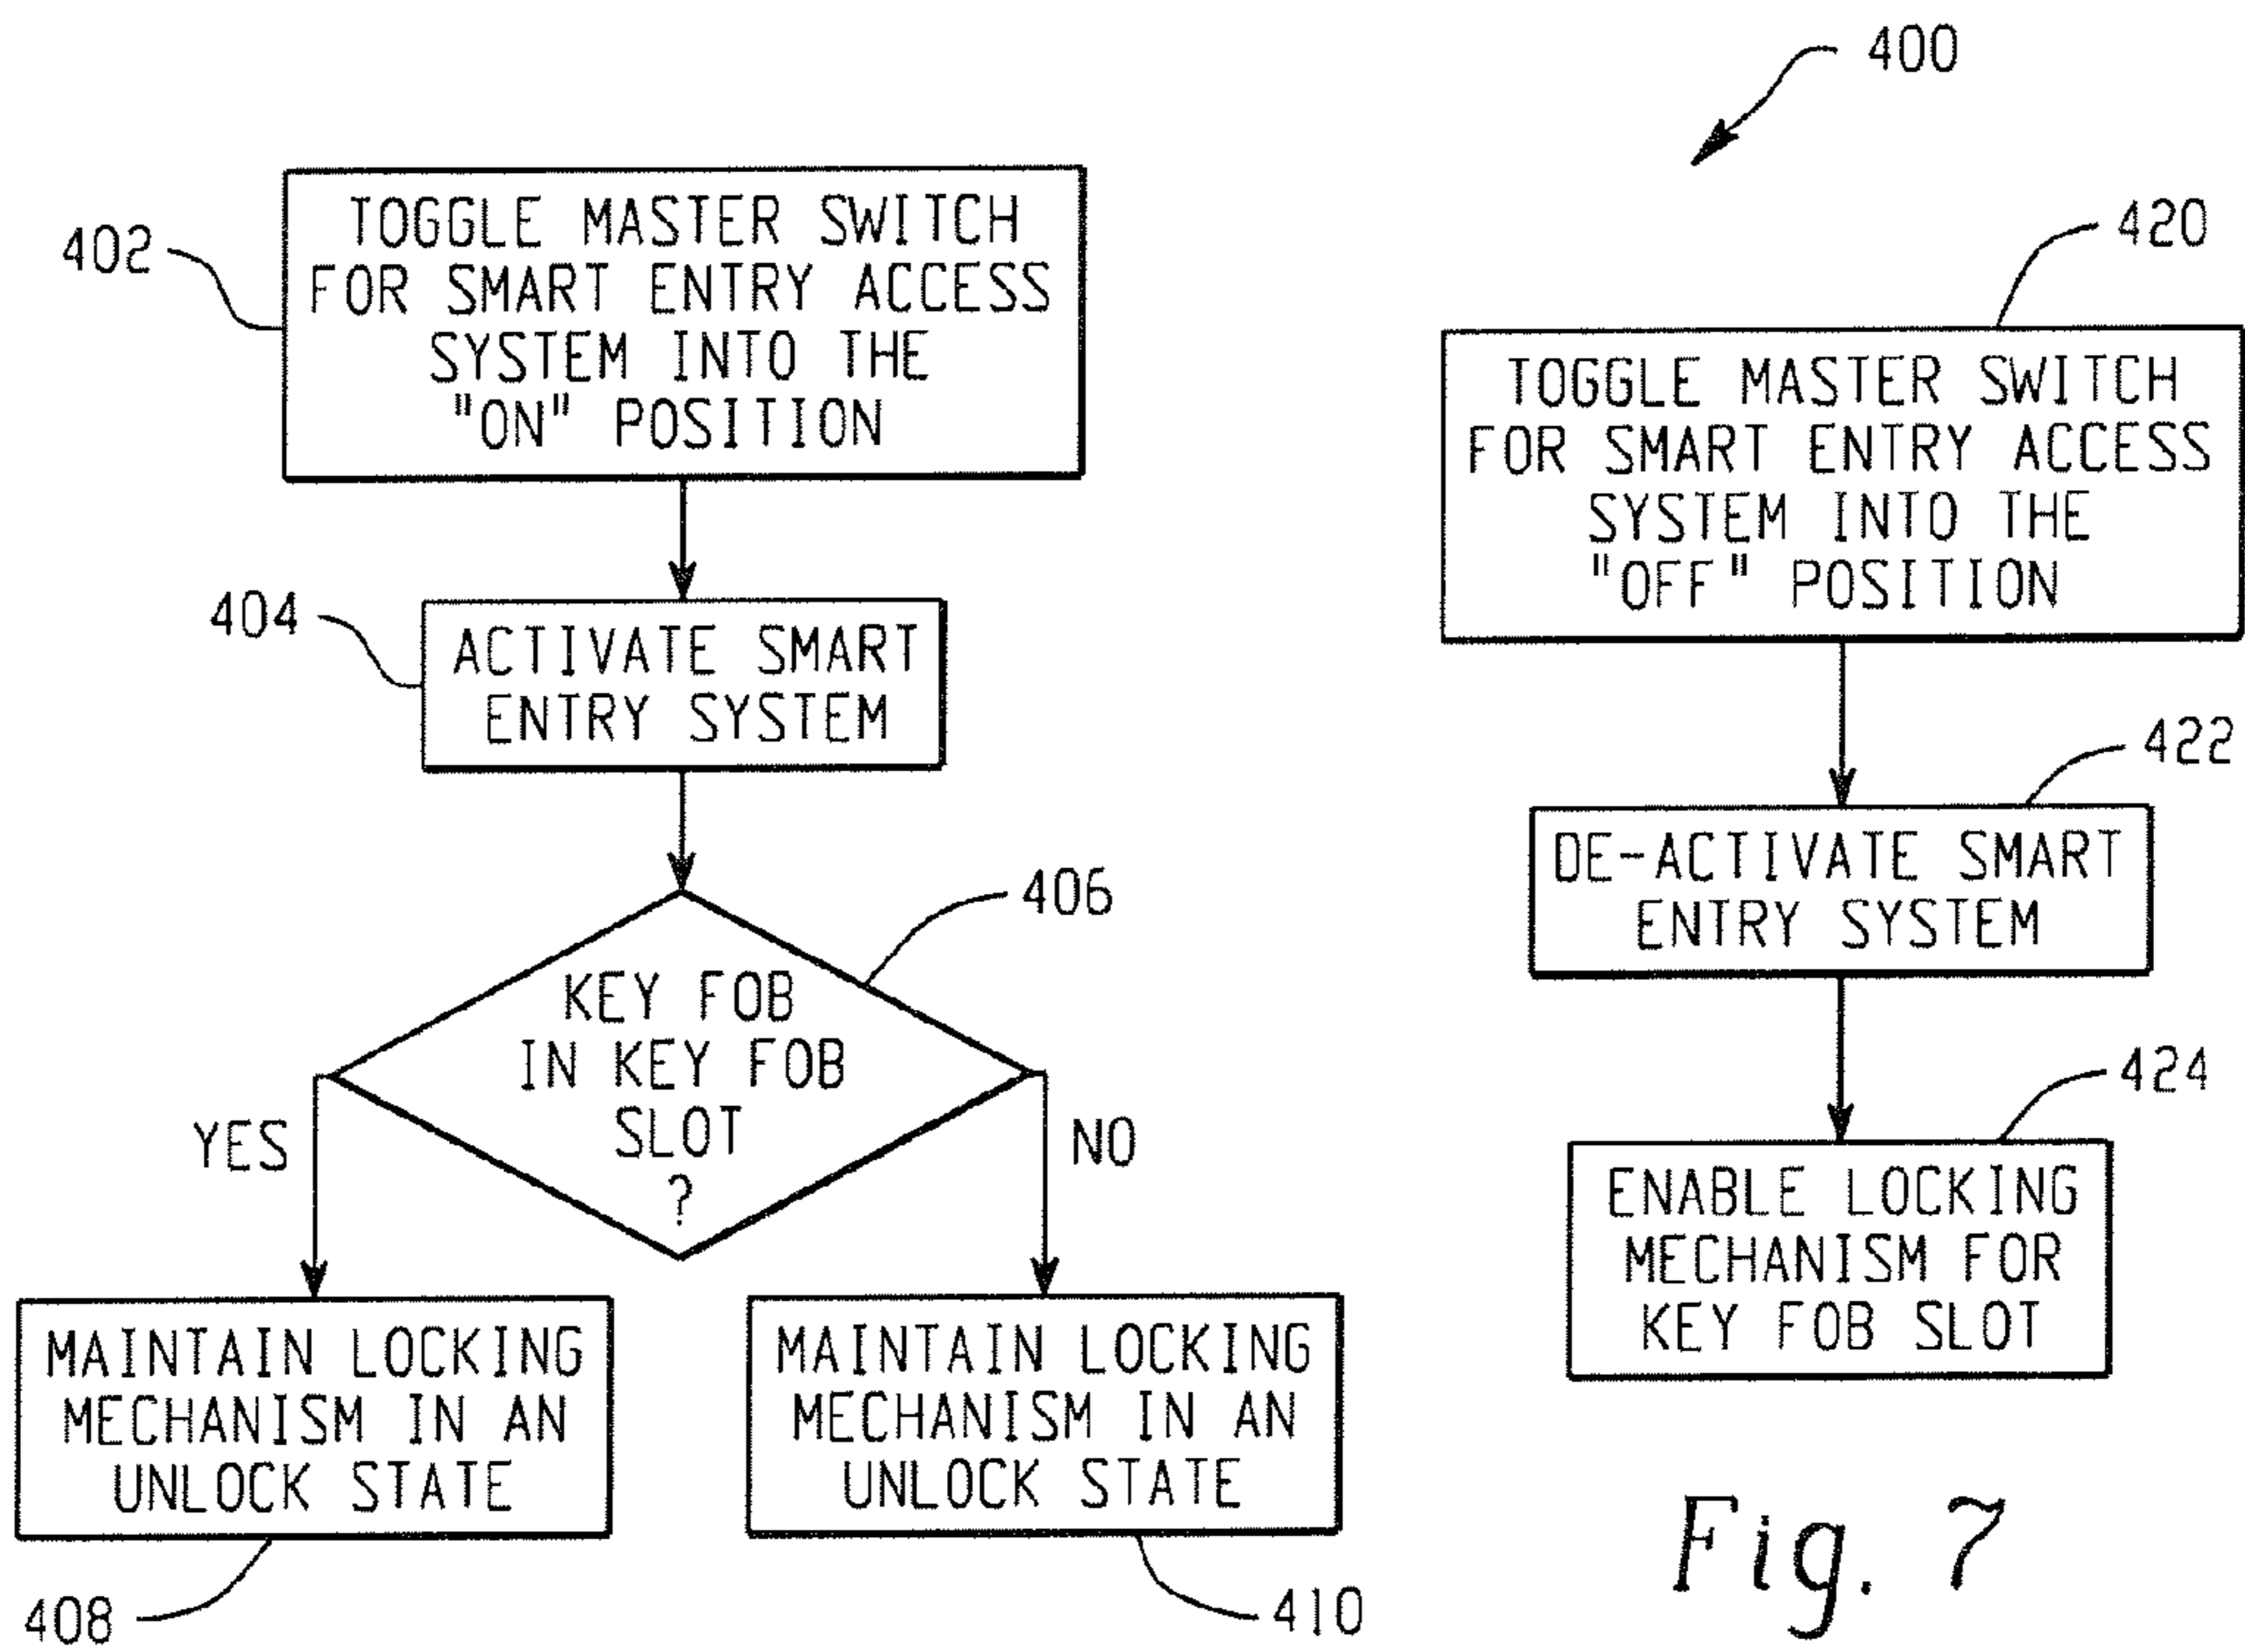 400
402
TOGGLE MASTER SWITCH
FOR SMART ENTRY ACCESS
SYSTEM INTO THE
"ON" POSITION
404
ACTIVATE SMART
ENTRY SYSTEM
406
KEY FOB
IN KEY FOB
SLOT
?
YES
NO
MAINTAIN LOCKING
MECHANISM IN AN
UNLOCK STATE
408
MAINTAIN LOCKING
MECHANISM IN AN
UNLOCK STATE
410
420
TOGGLE MASTER SWITCH
FOR SMART ENTRY ACCESS
SYSTEM INTO THE
"OFF" POSITION
422
DE-ACTIVATE SMART
ENTRY SYSTEM
424
ENABLE LOCKING
MECHANISM FOR
KEY FOB SLOT
Fig. 7